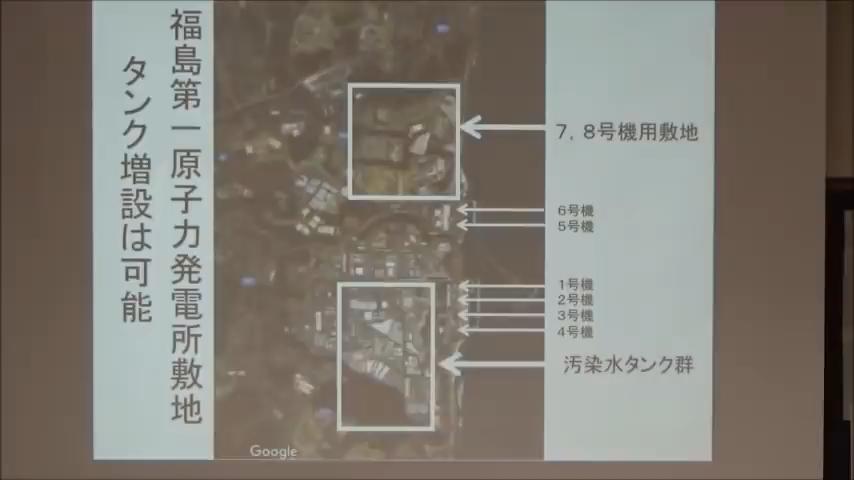 福島第一原子力発電所敷地
タンク増設は可能
7，8号機用敷地
6号機
5号機
1号機
2号機
3号機
4号機
汚染水タンク群
Google